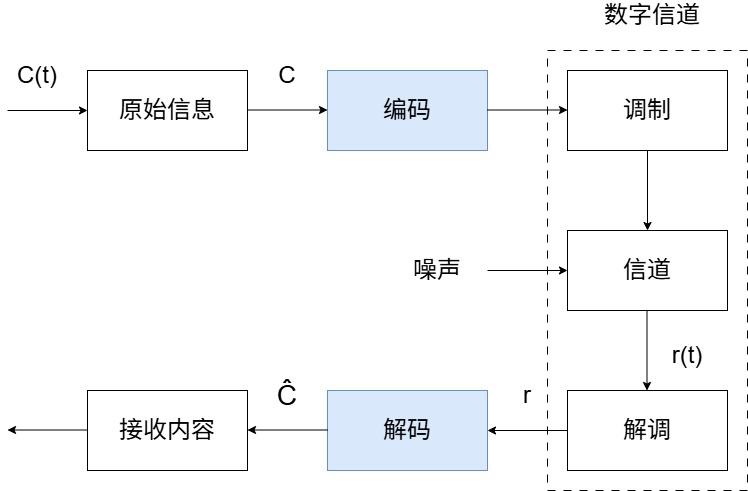 数字信道
C(t)
原始信息
C
编码
调制
噪声
信道
r(t)
接收内容
Ĉ
解码
r
解调